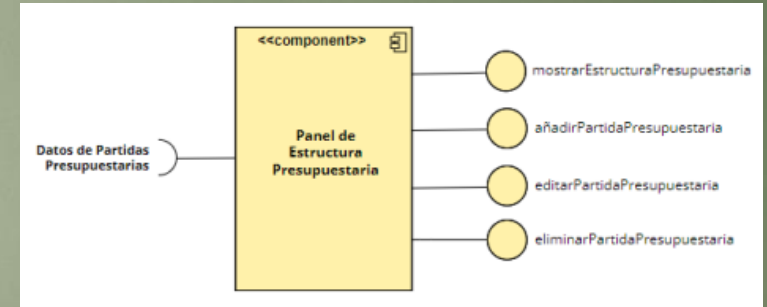 <<component>>
Datos de Partidas
Presupuestarias
Panel de
Estructura
Presupuestaria
mostrarEstructuraPresupuestaria
añadirPartidaPresupuestaria
editarPartidaPresupuestaria
eliminarPartidaPresupuestaria